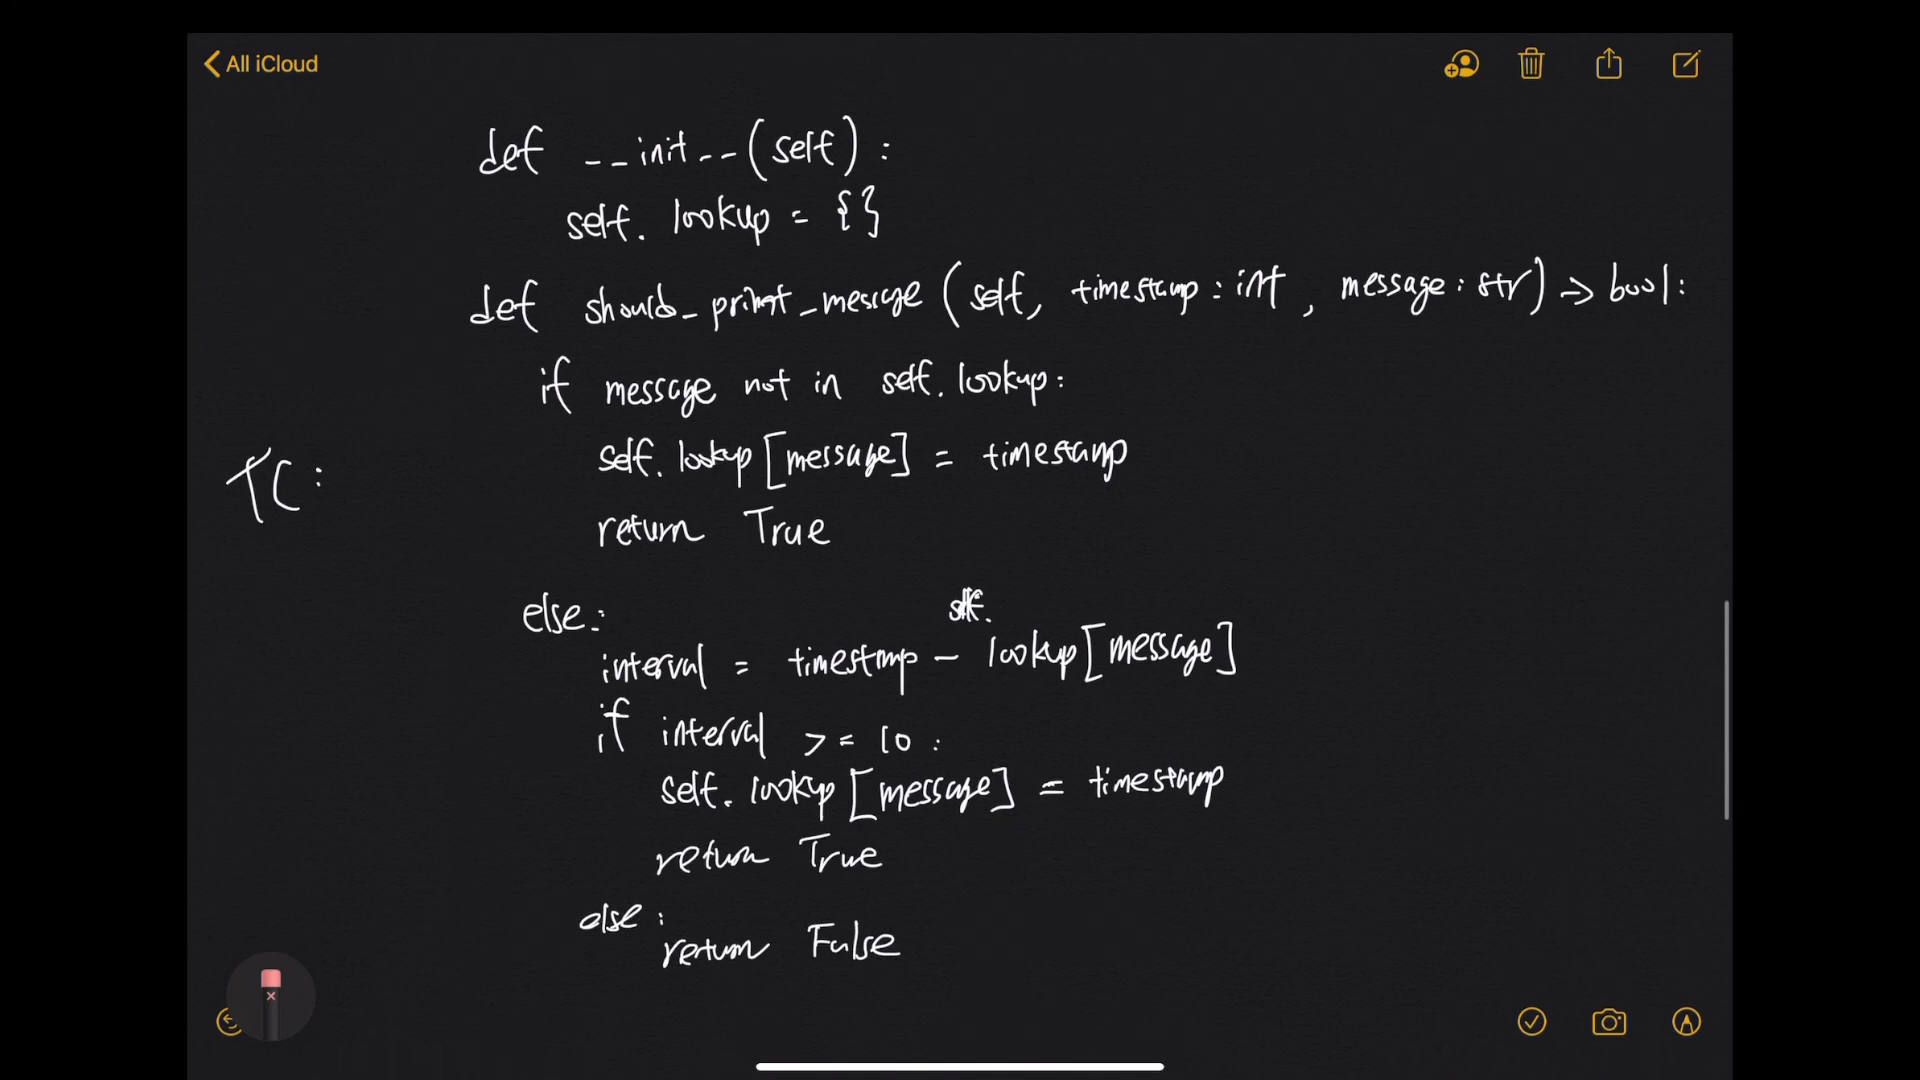 All iCloud
def __init__(self):
self.lookup = {}
def should_print_message(self, timestamp: int, message: str) -> bool:
if message not in self.lookup:
self.lookup[message] = timestamp
TC:
return True
else:
self.
interval = timestamp - lookup[message]
if interval >= 10:
self.lookup[message] = timestamp
return True
else:
return False